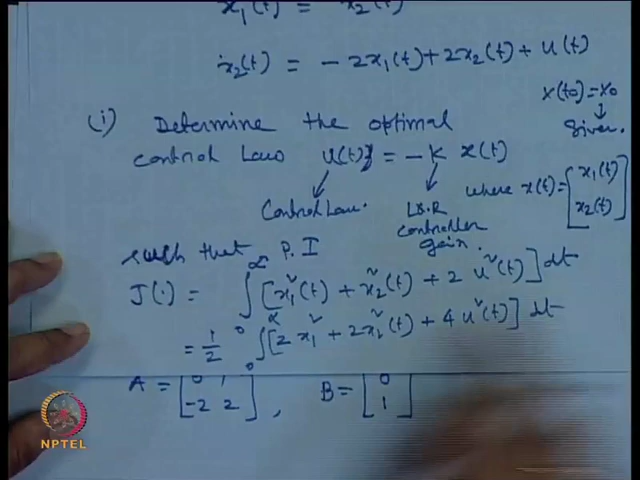 ẋ₁(t) = x₂(t)
ẋ₂(t) = - 2x₁(t) + 2x₂(t) + u(t)
x(t0) = x0
↓
Given.
(i) Determine the optimal
control Law u(t) = - K x(t)
where x(t) = [x₁(t)
x₂(t)]
Control Law.
L.Q.R
controller
gain.
such that P.I
J(·) = ∫₀^∞ [x₁²(t) + x₂²(t) + 2 u²(t)] dt
= 1/2 ∫₀^∞ [2 x₁² + 2x₂²(t) + 4 u²(t)] dt
A = [0 1
-2 2] , B = [0
1]
NPTEL